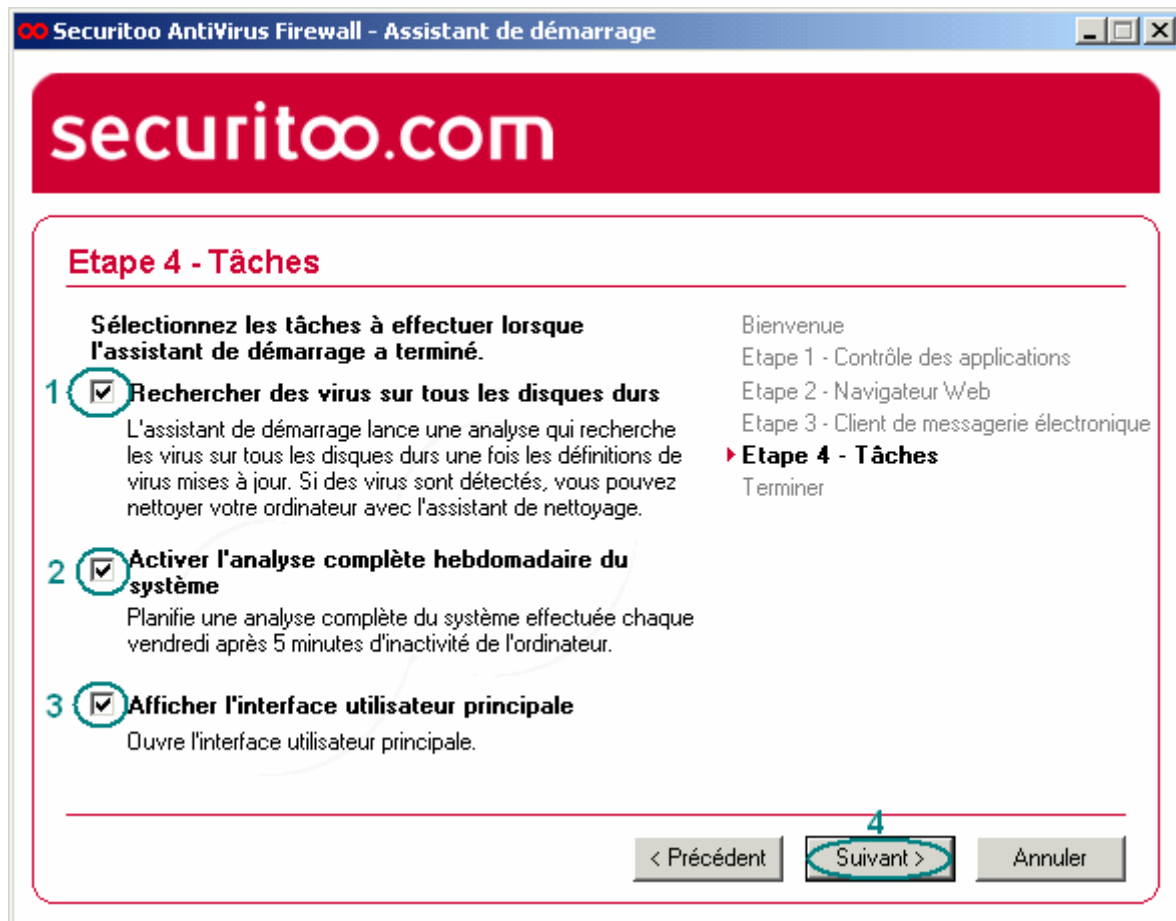 Securitoo AntiVirus Firewall - Assistant de démarrage
securitoo.com
Etape 4 - Tâches
Sélectionnez les tâches à effectuer lorsque
l'assistant de démarrage a terminé.
1 Rechercher des virus sur tous les disques durs
L'assistant de démarrage lance une analyse qui recherche
les virus sur tous les disques durs une fois les définitions de
virus mises à jour. Si des virus sont détectés, vous pouvez
nettoyer votre ordinateur avec l'assistant de nettoyage.
2 Activer l'analyse complète hebdomadaire du
système
Planifie une analyse complète du système effectuée chaque
vendredi après 5 minutes d'inactivité de l'ordinateur.
3 Afficher l'interface utilisateur principale
Ouvre l'interface utilisateur principale.
Bienvenue
Etape 1 - Contrôle des applications
Etape 2 - Navigateur Web
Etape 3 - Client de messagerie électronique
Etape 4 - Tâches
Terminer
4
< Précédent
Suivant >
Annuler